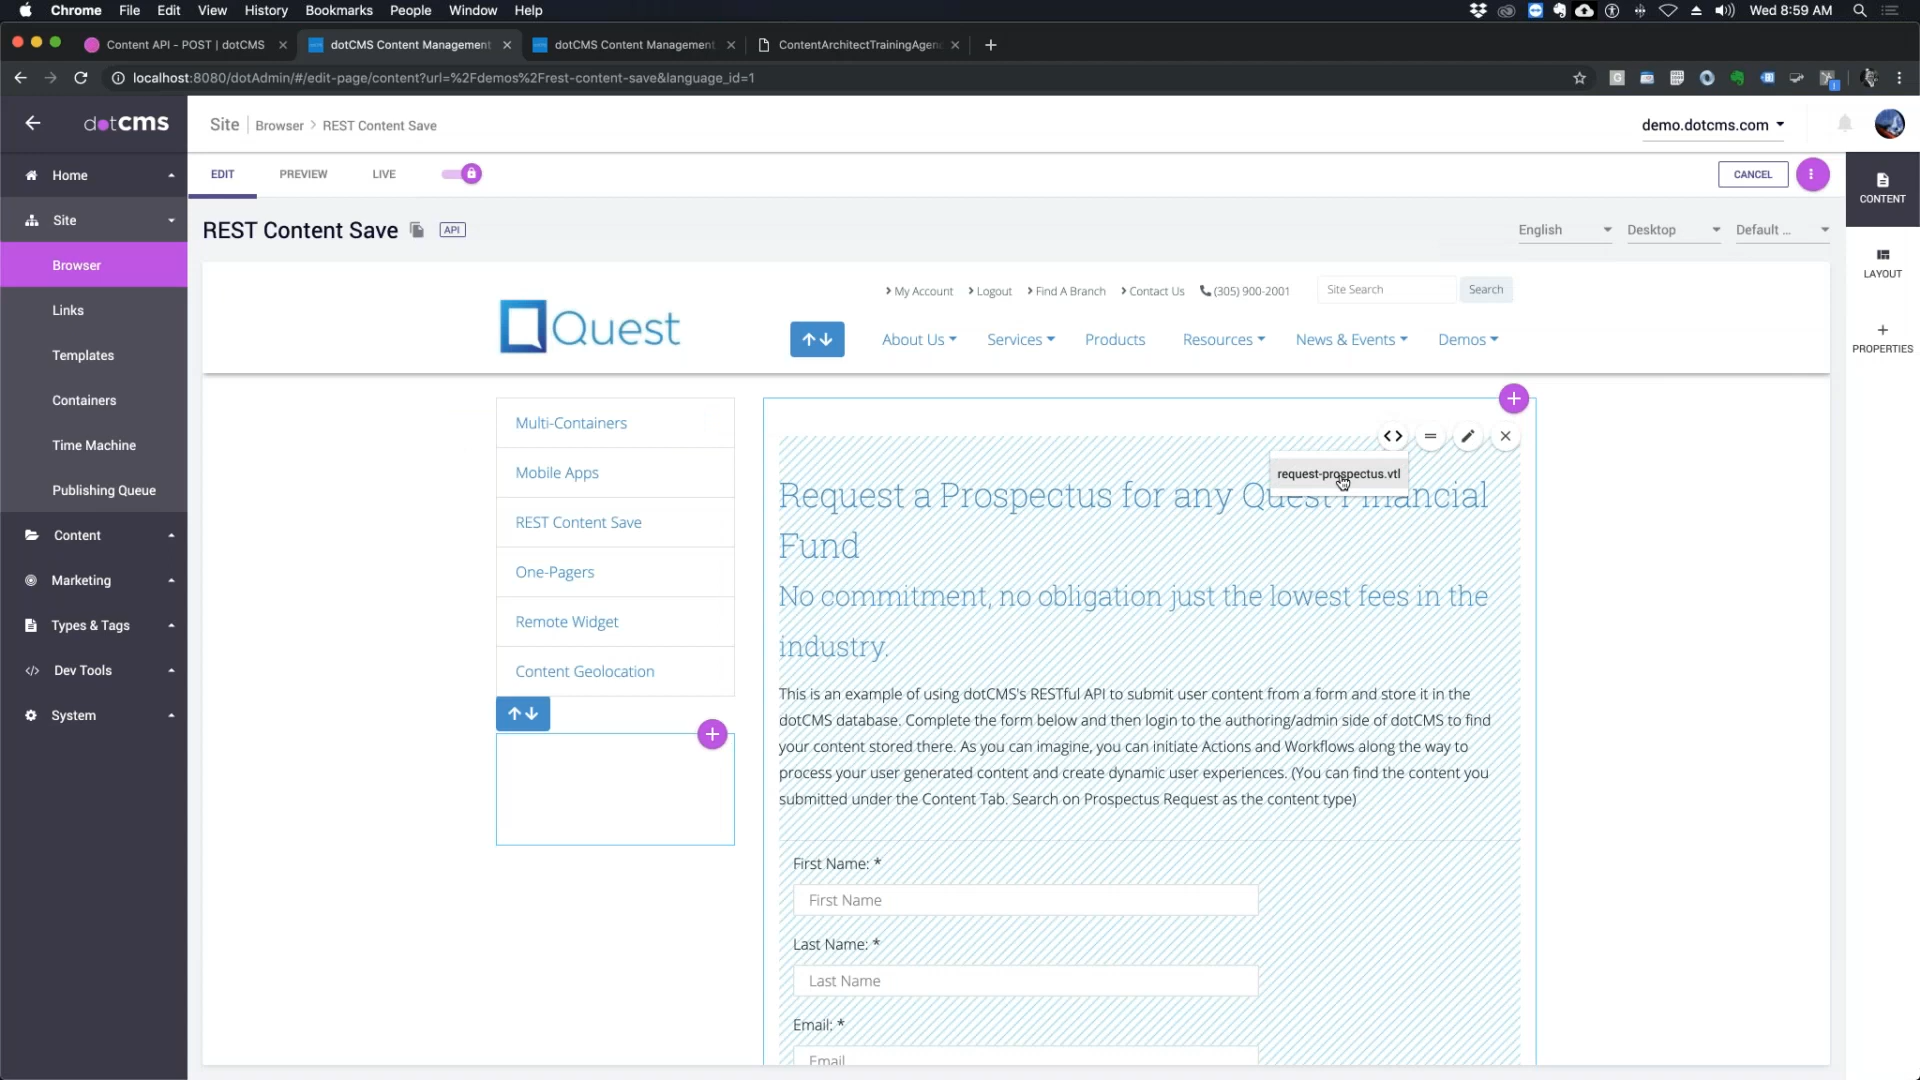 Chrome File Edit View History Bookmarks People Window Help Wed 8:59 AM
Content API - POST | dotCMS dotCMS Content Management dotCMS Content Management ContentArchitectTrainingAgen
localhost:8080/dotAdmin/#/edit-page/content?url=%2Fdemos%2Frest-content-save&language_id=1
dotCMS Site Browser > REST Content Save demo.dotcms.com
Home
Site
Browser
Links
Templates
Containers
Time Machine
Publishing Queue
Content
Marketing
Types & Tags
Dev Tools
System
EDIT PREVIEW LIVE CANCEL
CONTENT
LAYOUT
PROPERTIES
REST Content Save API English Desktop Default ...
My Account Logout Find A Branch Contact Us (305) 900-2001 Site Search Search
Quest About Us Services Products Resources News & Events Demos
Multi-Containers
Mobile Apps
REST Content Save
One-Pagers
Remote Widget
Content Geolocation
request-prospectus.vtl
Request a Prospectus for any Quest Financial
Fund
No commitment, no obligation just the lowest fees in the
industry.
This is an example of using dotCMS's RESTful API to submit user content from a form and store it in the
dotCMS database. Complete the form below and then login to the authoring/admin side of dotCMS to find
your content stored there. As you can imagine, you can initiate Actions and Workflows along the way to
process your user generated content and create dynamic user experiences. (You can find the content you
submitted under the Content Tab. Search on Prospectus Request as the content type)
First Name: *
First Name
Last Name: *
Last Name
Email: *
Email